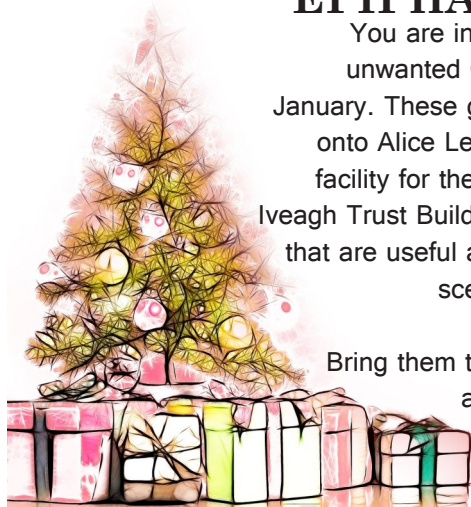 You are in
unwanted
January. These
onto Alice Le
facility for the
Iveagh Trust Build
that are useful a
sce
Bring them t
a